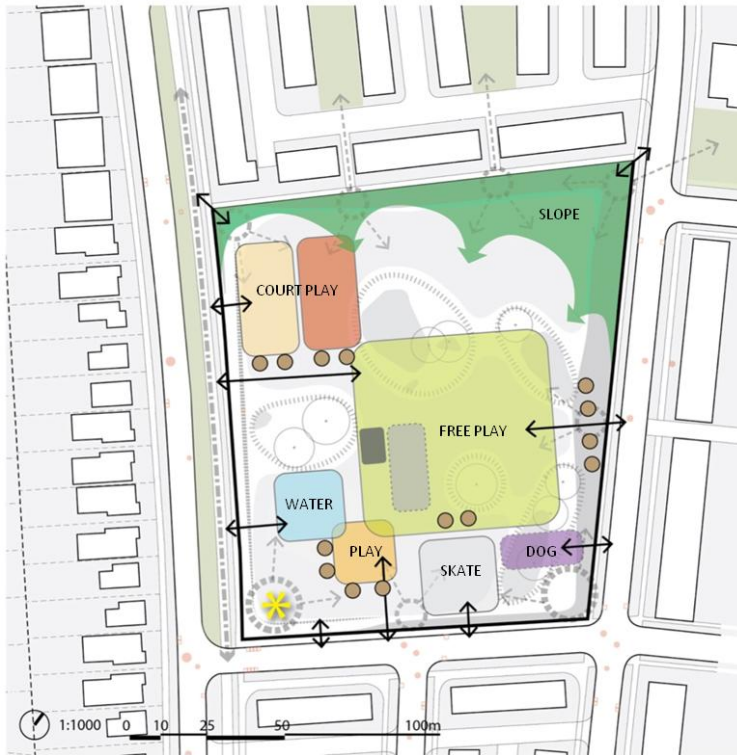 SLOPE
COURT PLAY
FREE PLAY
WATER
PLAY
SKATE
DOG
1:1000 0 10 25 50 100m